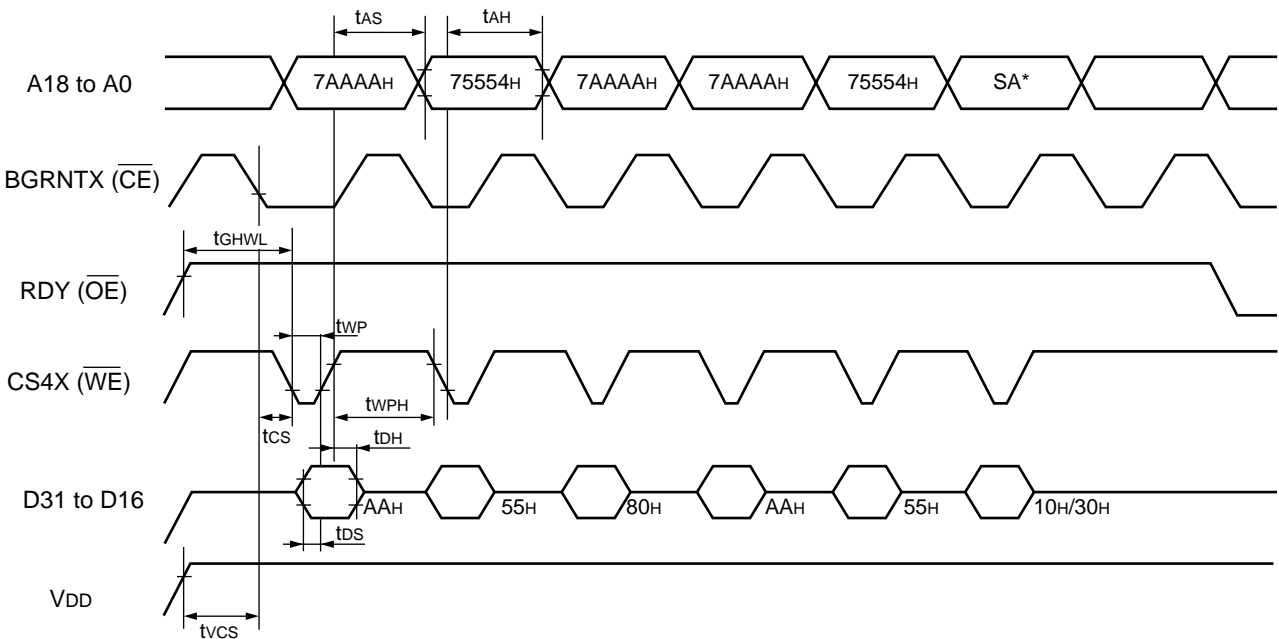 tAS
tAH
A18 to A0
7AAAAH
75554H
7AAAAH
7AAAAH
75554H
SA*
BGRNTX (CE)
tGHWL
RDY (OE)
tWP
CS4X (WE)
tWPH
tCS
tDH
D31 to D16
AAH
55H
80H
AAH
55H
10H/30H
tDS
VDD
tVCS